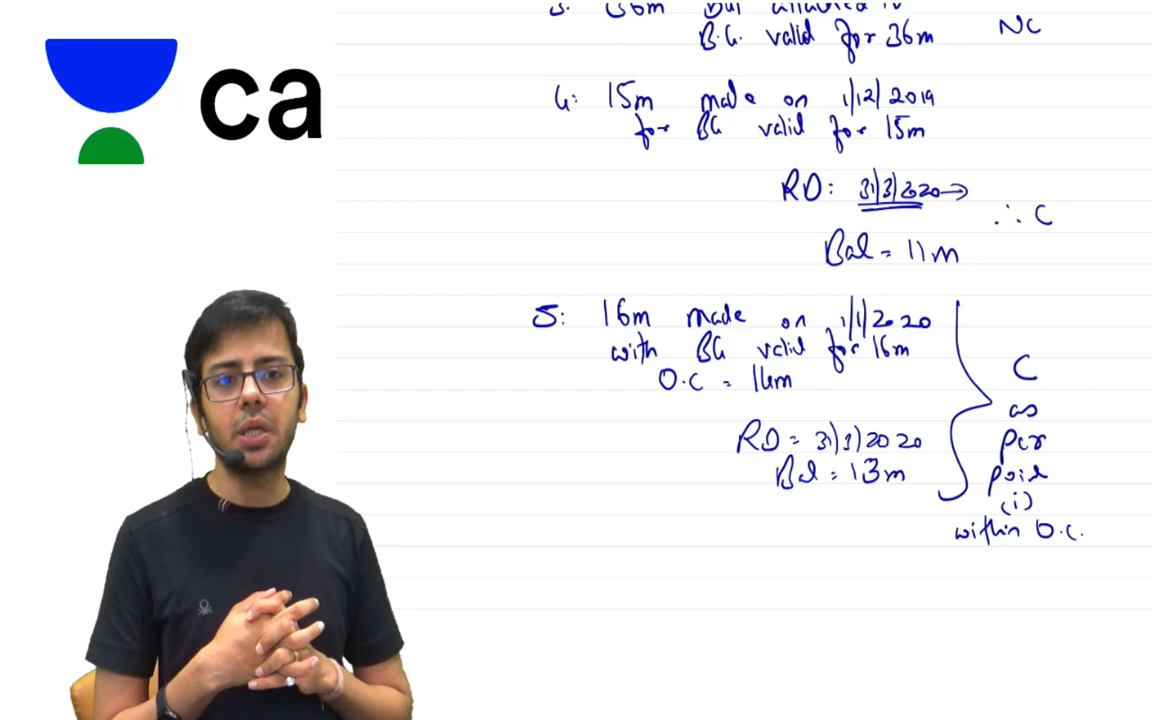 ca
B.G. valid for 36m
NC
4: 15m made on 1/12/2019
for BG valid for 15m
RD: 31/3/2020 →
∴ C
Bal = 11m
5: 16m made on 1/1/2020
with BG valid for 16m
O.C = 14m
RD = 31/3/2020
Bal = 13m
C
as
per
point
(i)
within O.C.